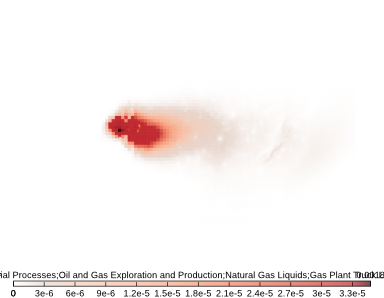 ial Processes;Oil and Gas Exploration and Production;Natural Gas Liquids;Gas Plant
0 3e-6 6e-6 9e-6 1.2e-5 1.5e-5 1.8e-5 2.1e-5 2.4e-5 2.7e-5 3e-5 3.3e-5